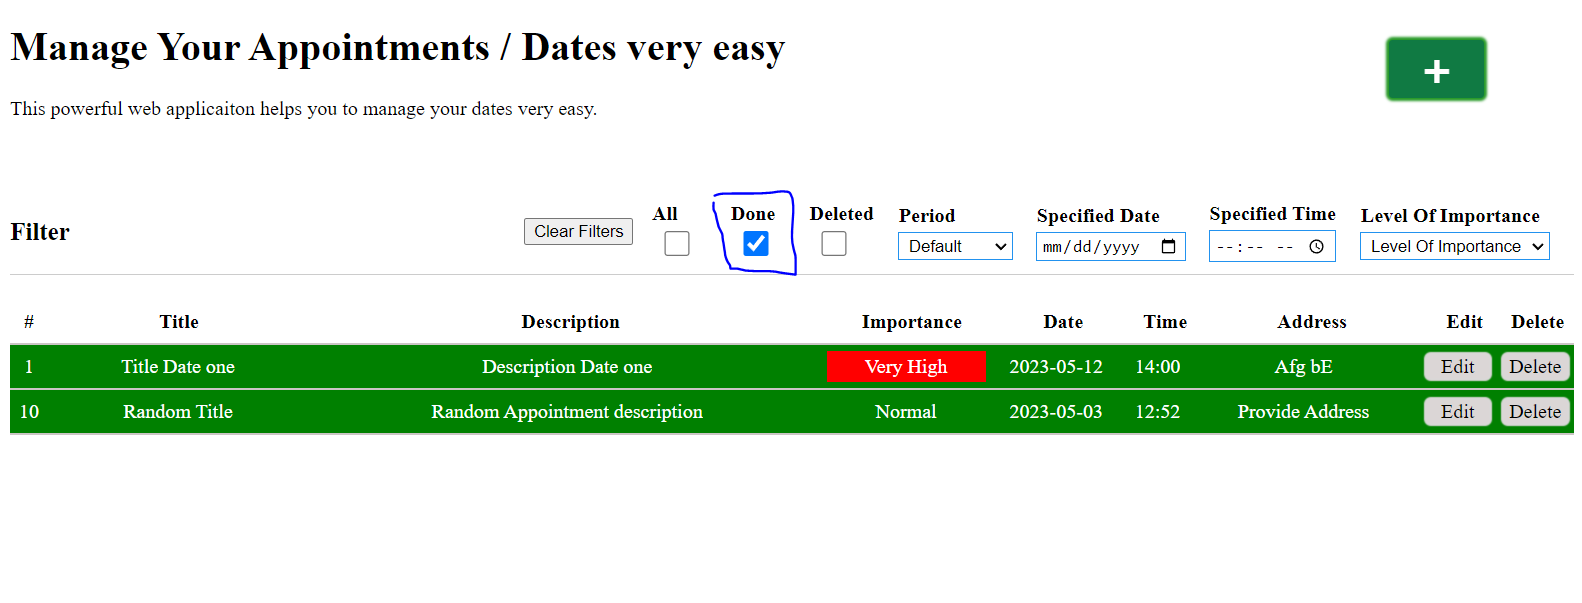 Manage Your Appointments / Dates very easy
+
This powerful web applicaiton helps you to manage your dates very easy.
Filter Clear Filters All Done Deleted Period Default Specified Date mm/dd/yyyy Specified Time --:-- -- Level Of Importance Level Of Importance
# Title Description Importance Date Time Address Edit Delete
1 Title Date one Description Date one Very High 2023-05-12 14:00 Afg bE Edit Delete
10 Random Title Random Appointment description Normal 2023-05-03 12:52 Provide Address Edit Delete